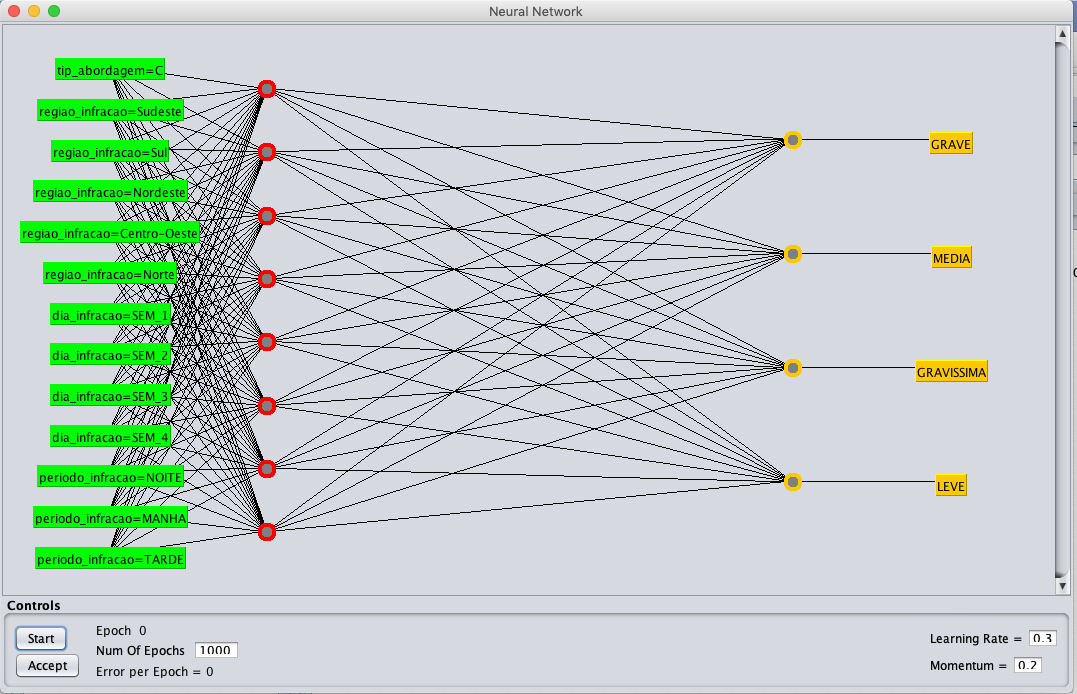 Neural Network
tip_abordagem=C
regiao_infracao=Sudeste
regiao_infracao=Sul
regiao_infracao=Nordeste
regiao_infracao=Centro-Oeste
regiao_infracao=Norte
dia_infracao=SEM_1
dia_infracao=SEM_2
dia_infracao=SEM_3
dia_infracao=SEM_4
periodo_infracao=NOITE
periodo_infracao=MANHA
periodo_infracao=TARDE
GRAVE
MEDIA
GRAVISSIMA
LEVE
Controls
Start
Accept
Epoch 0
Num Of Epochs 1000
Error per Epoch = 0
Learning Rate = 0.3
Momentum = 0.2